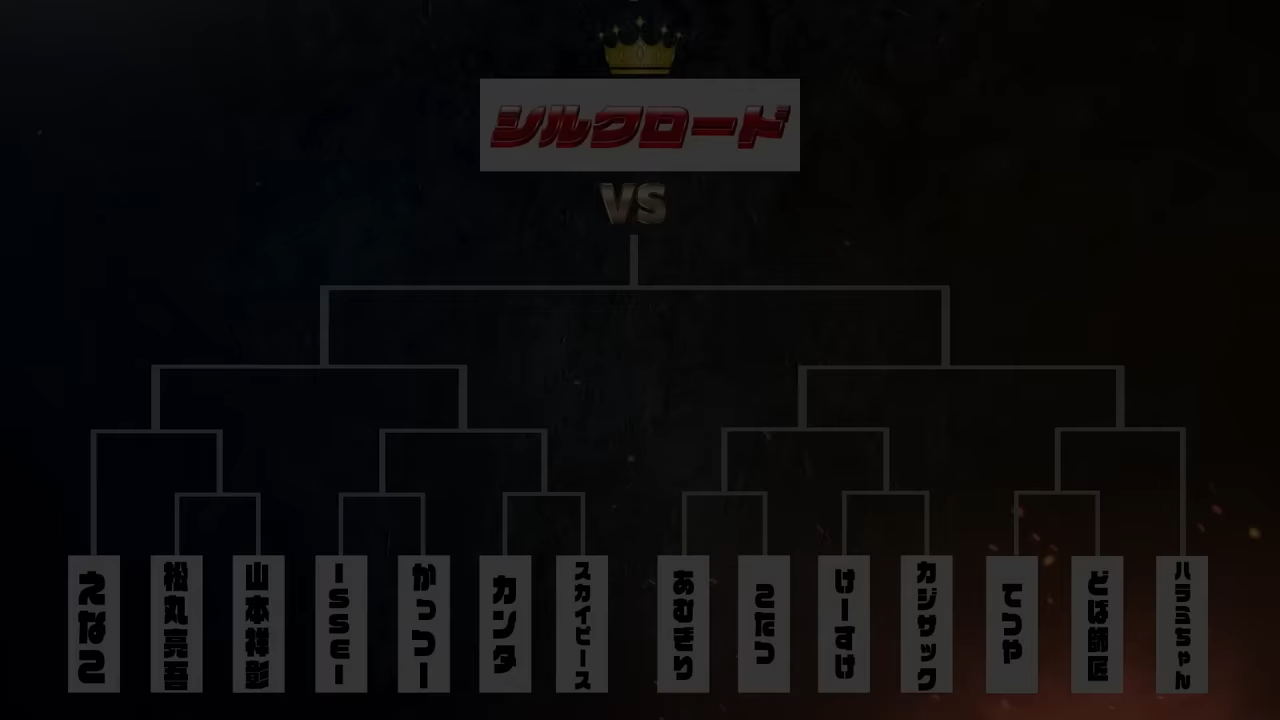 シルクロード
VS
えなこ
松丸亮吾
山本祥彰
ISSEI
かっつー
カンタ
スカイピース
あむぎり
こたつ
けーすけ
カジサック
てつや
どば師匠
ハラミちゃん